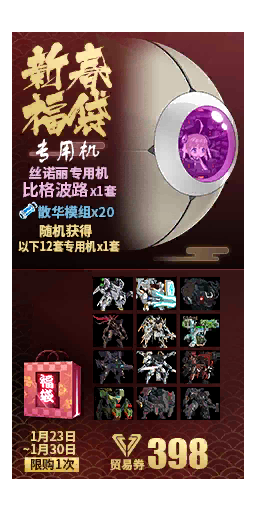 新春
福袋
专用机
丝诺丽专用机
比格波路x1套
散华模组x20
随机获得
以下12套专用机x1套
福
袋
1月23日
~1月30日
限购1次
贸易券
398